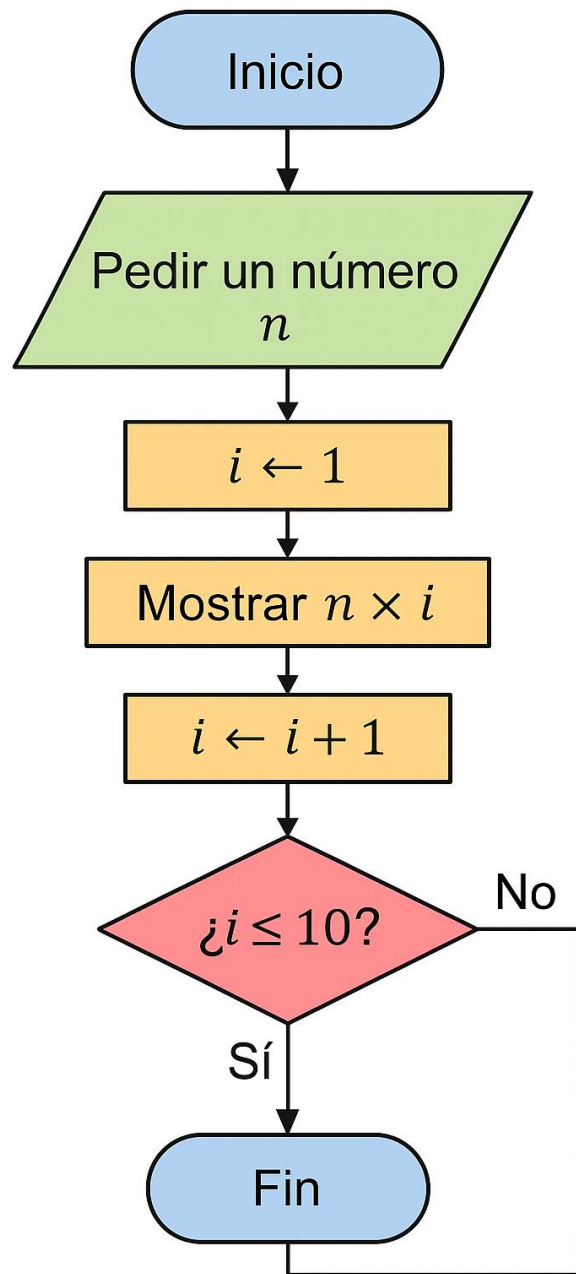 Inicio
Pedir un número
n
i ← 1
Mostrar n × i
i ← i + 1
¿i ≤ 10?
No
Sí
Fin